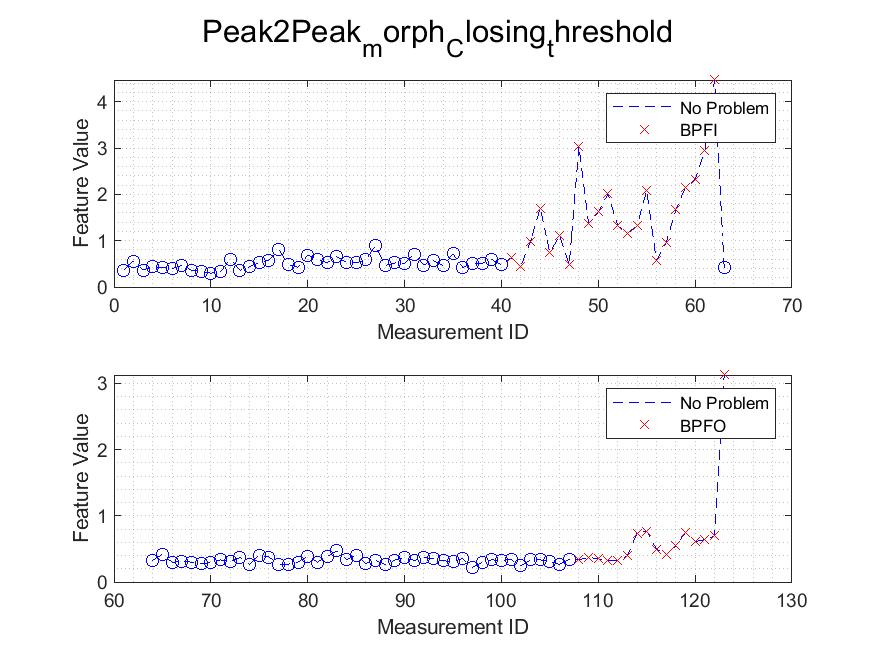 Peak2Peakmorph_Closing_threshold
4
3
2
1
0
Feature Value
No Problem
BPFI
0 10 20 30 40 50 60 70
Measurement ID
3
2
1
0
Feature Value
No Problem
BPFO
60 70 80 90 100 110 120 130
Measurement ID